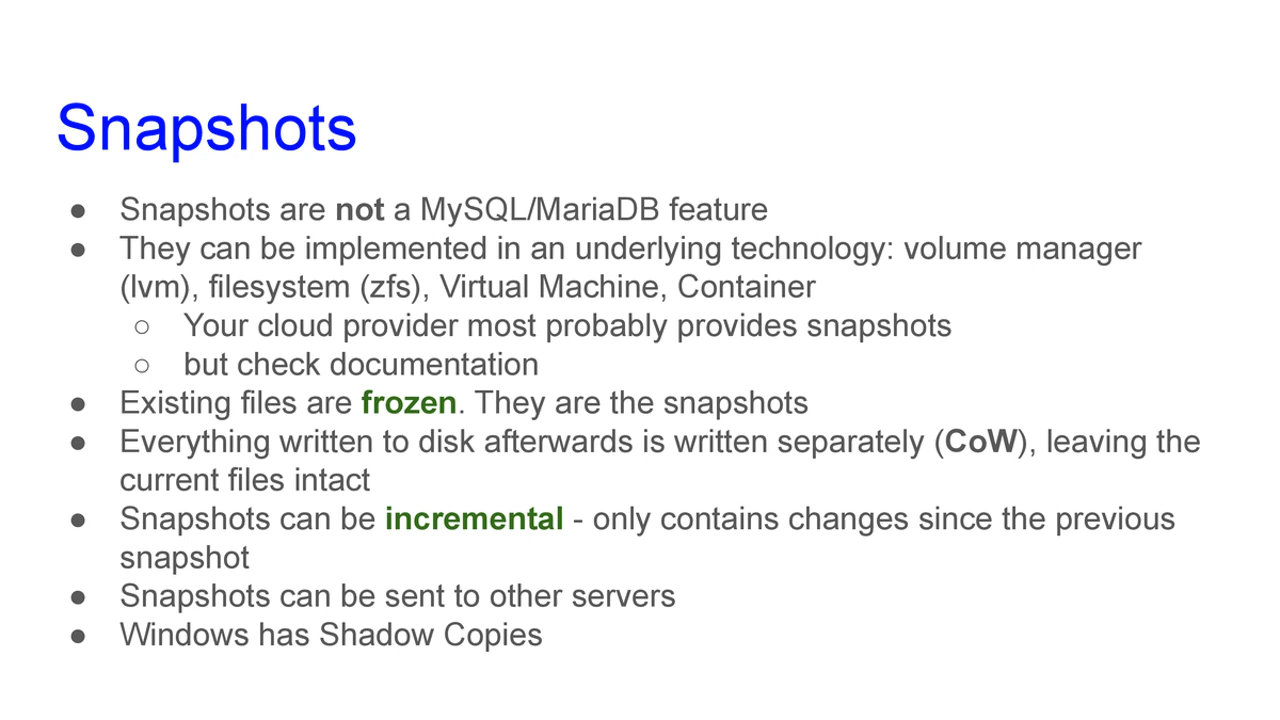 Snapshots
● Snapshots are not a MySQL/MariaDB feature
● They can be implemented in an underlying technology: volume manager
(lvm), filesystem (zfs), Virtual Machine, Container
○ Your cloud provider most probably provides snapshots
○ but check documentation
● Existing files are frozen. They are the snapshots
● Everything written to disk afterwards is written separately (CoW), leaving the
current files intact
● Snapshots can be incremental - only contains changes since the previous
snapshot
● Snapshots can be sent to other servers
● Windows has Shadow Copies